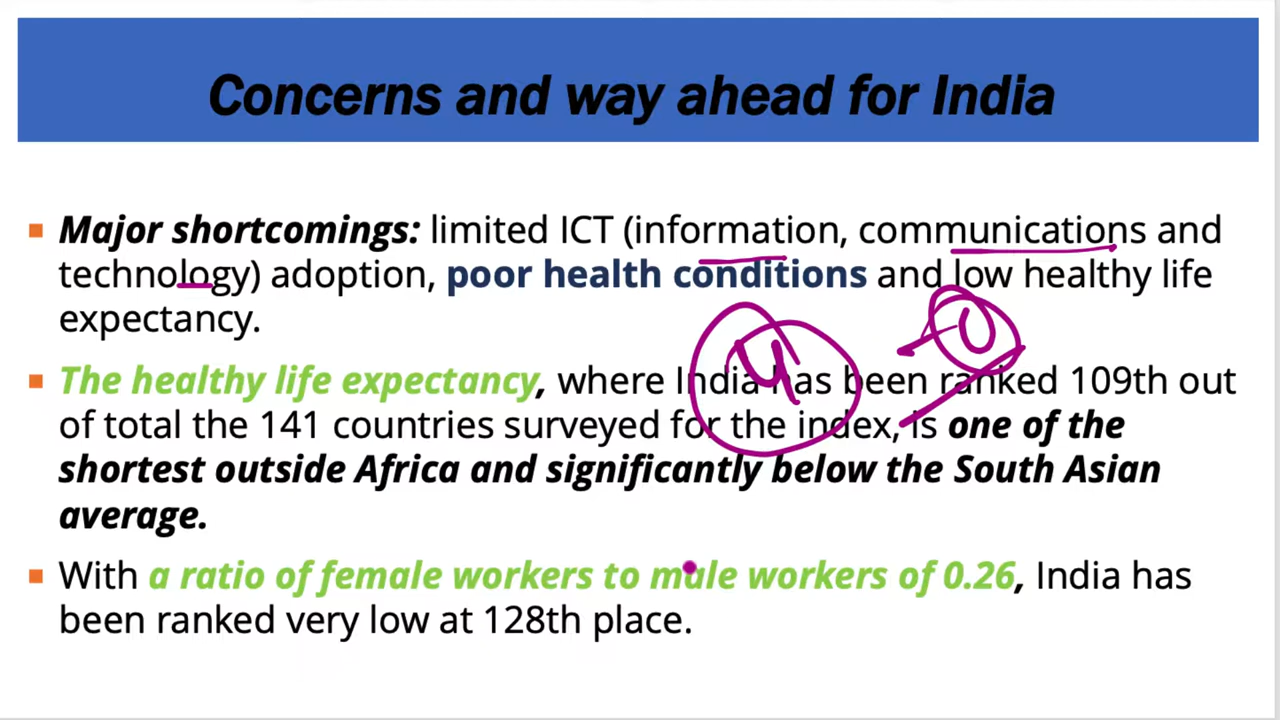 Concerns and way ahead for India
Major shortcomings: limited ICT (information, communications and
technology) adoption, poor health conditions and low healthy life
expectancy.
The healthy life expectancy, where India has been ranked 109th out
of total the 141 countries surveyed for the index, is one of the
shortest outside Africa and significantly below the South Asian
average.
With a ratio of female workers to male workers of 0.26, India has
been ranked very low at 128th place.